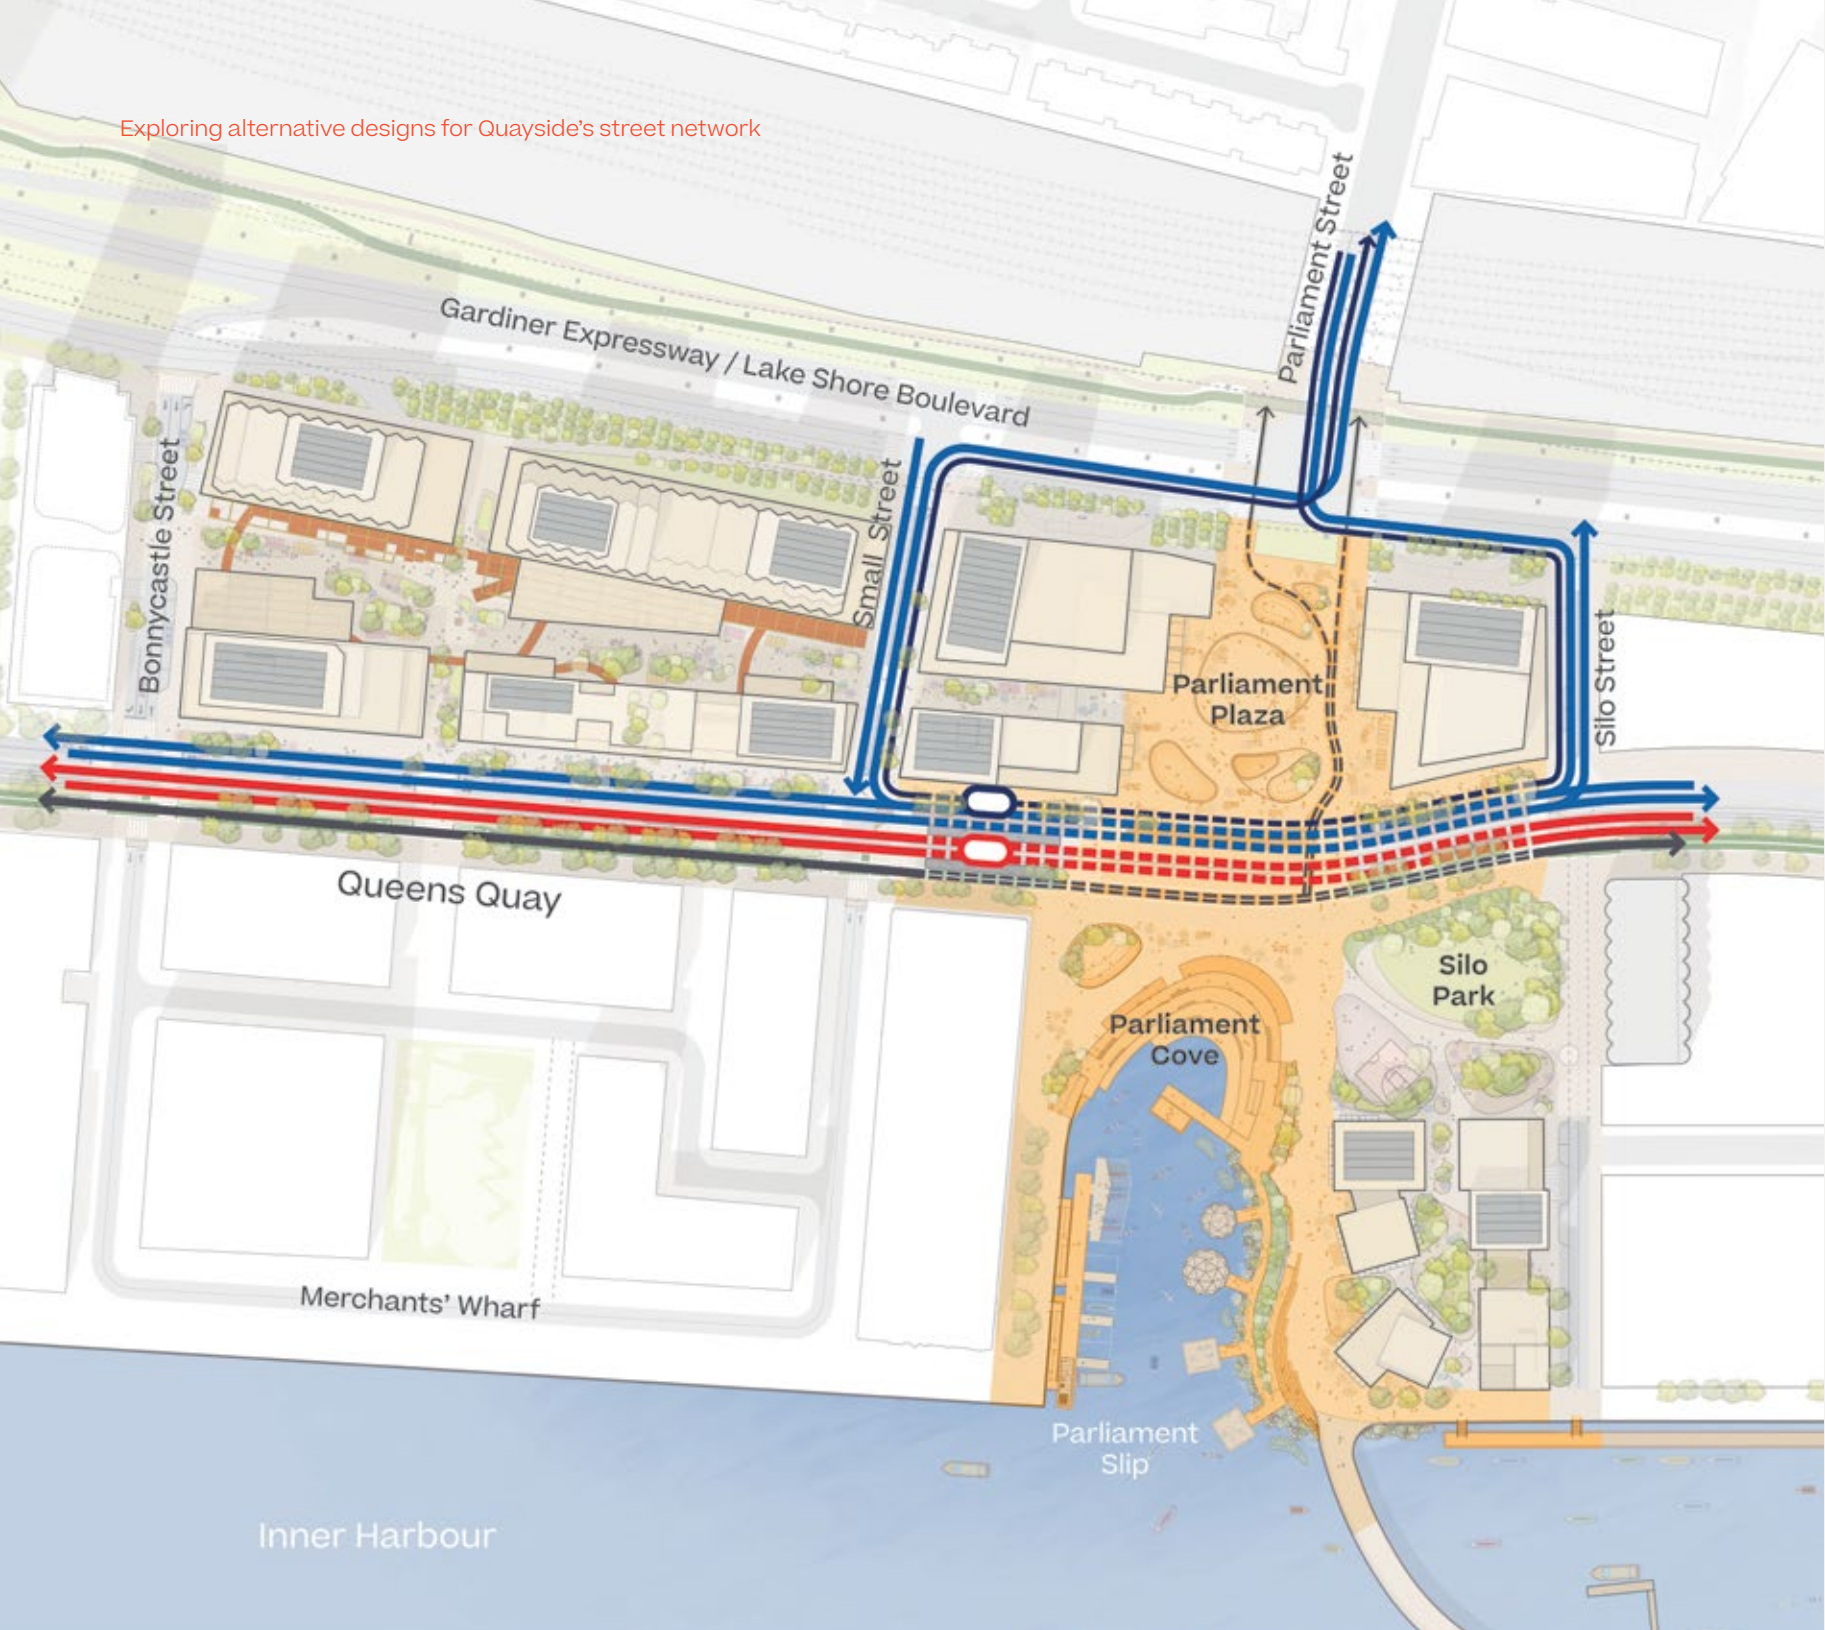 Exploring alternative designs for Quayside's street network
Parliament Street
Gardiner Expressway / Lake Shore Boulevard
Bonnycastle Street
Small Street
Silo Street
Parliament
Plaza
Queens Quay
Silo
Park
Parliament
Cove
Merchants' Wharf
Parliament
Slip
Inner Harbour